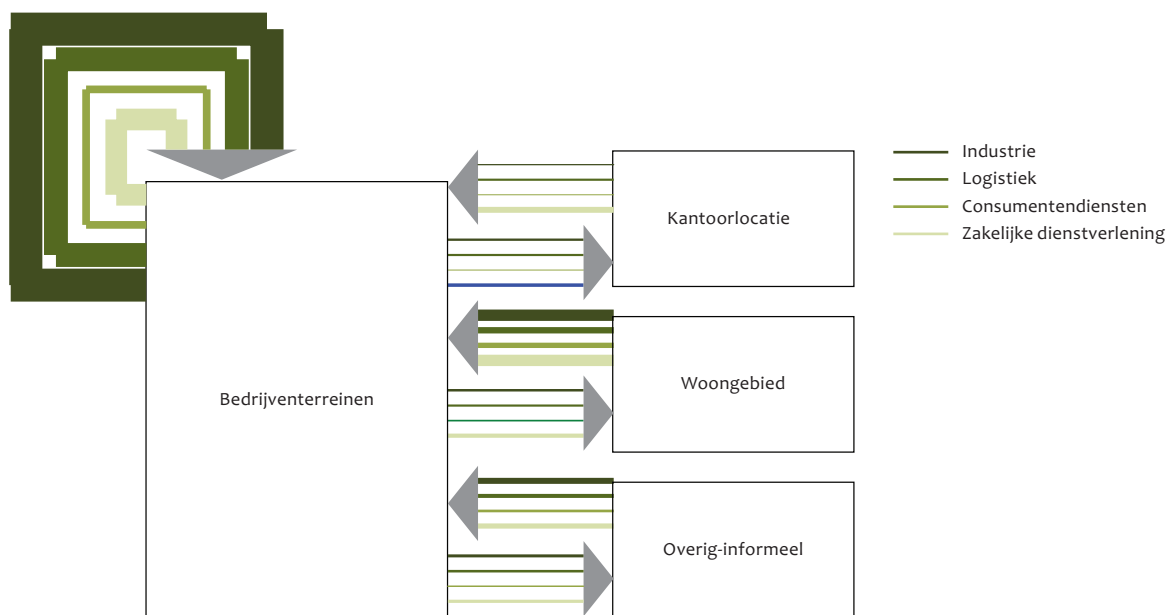 Industrie
Logistiek
Consumentendiensten
Zakelijke dienstverlening
Kantoorlocatie
Woongebied
Bedrijventerreinen
Overig-informeel